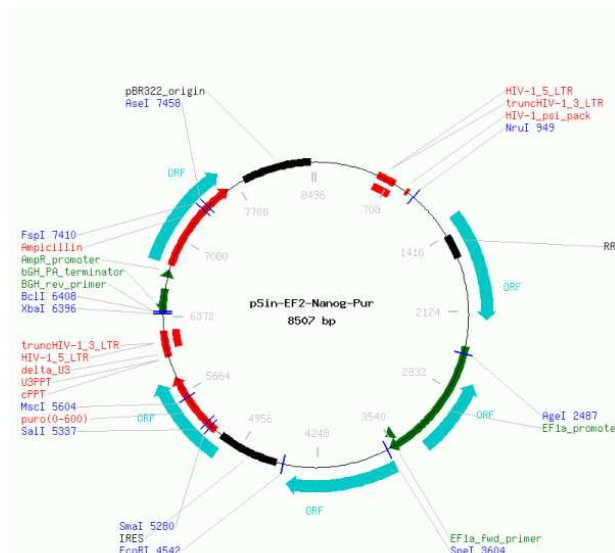 pBR322_origin
AseI 7458
HIV-1_5_LTR
truncHIV-1_3_LTR
HIV-1_psi_pack
NruI 949
ORF
8496
708
7788
FspI 7410
Ampicillin
AmpR_promoter
bGH_PA_terminator
BGH_rev_primer
BclI 6408
XbaI 6396
7080
1416
RR
ORF
pSin-EF2-Nanog-Pur
8507 bp
6372
2124
truncHIV-1_3_LTR
HIV-1_5_LTR
delta_U3
U3PPT
cPPT
MscI 5604
puro(0-600)
SalI 5337
5664
2832
AgeI 2487
EF1a_promote
ORF
ORF
4956
4248
3540
SmaI 5280
IRES
EcoRI 4542
ORF
EF1a_fwd_primer
SpeI 3604